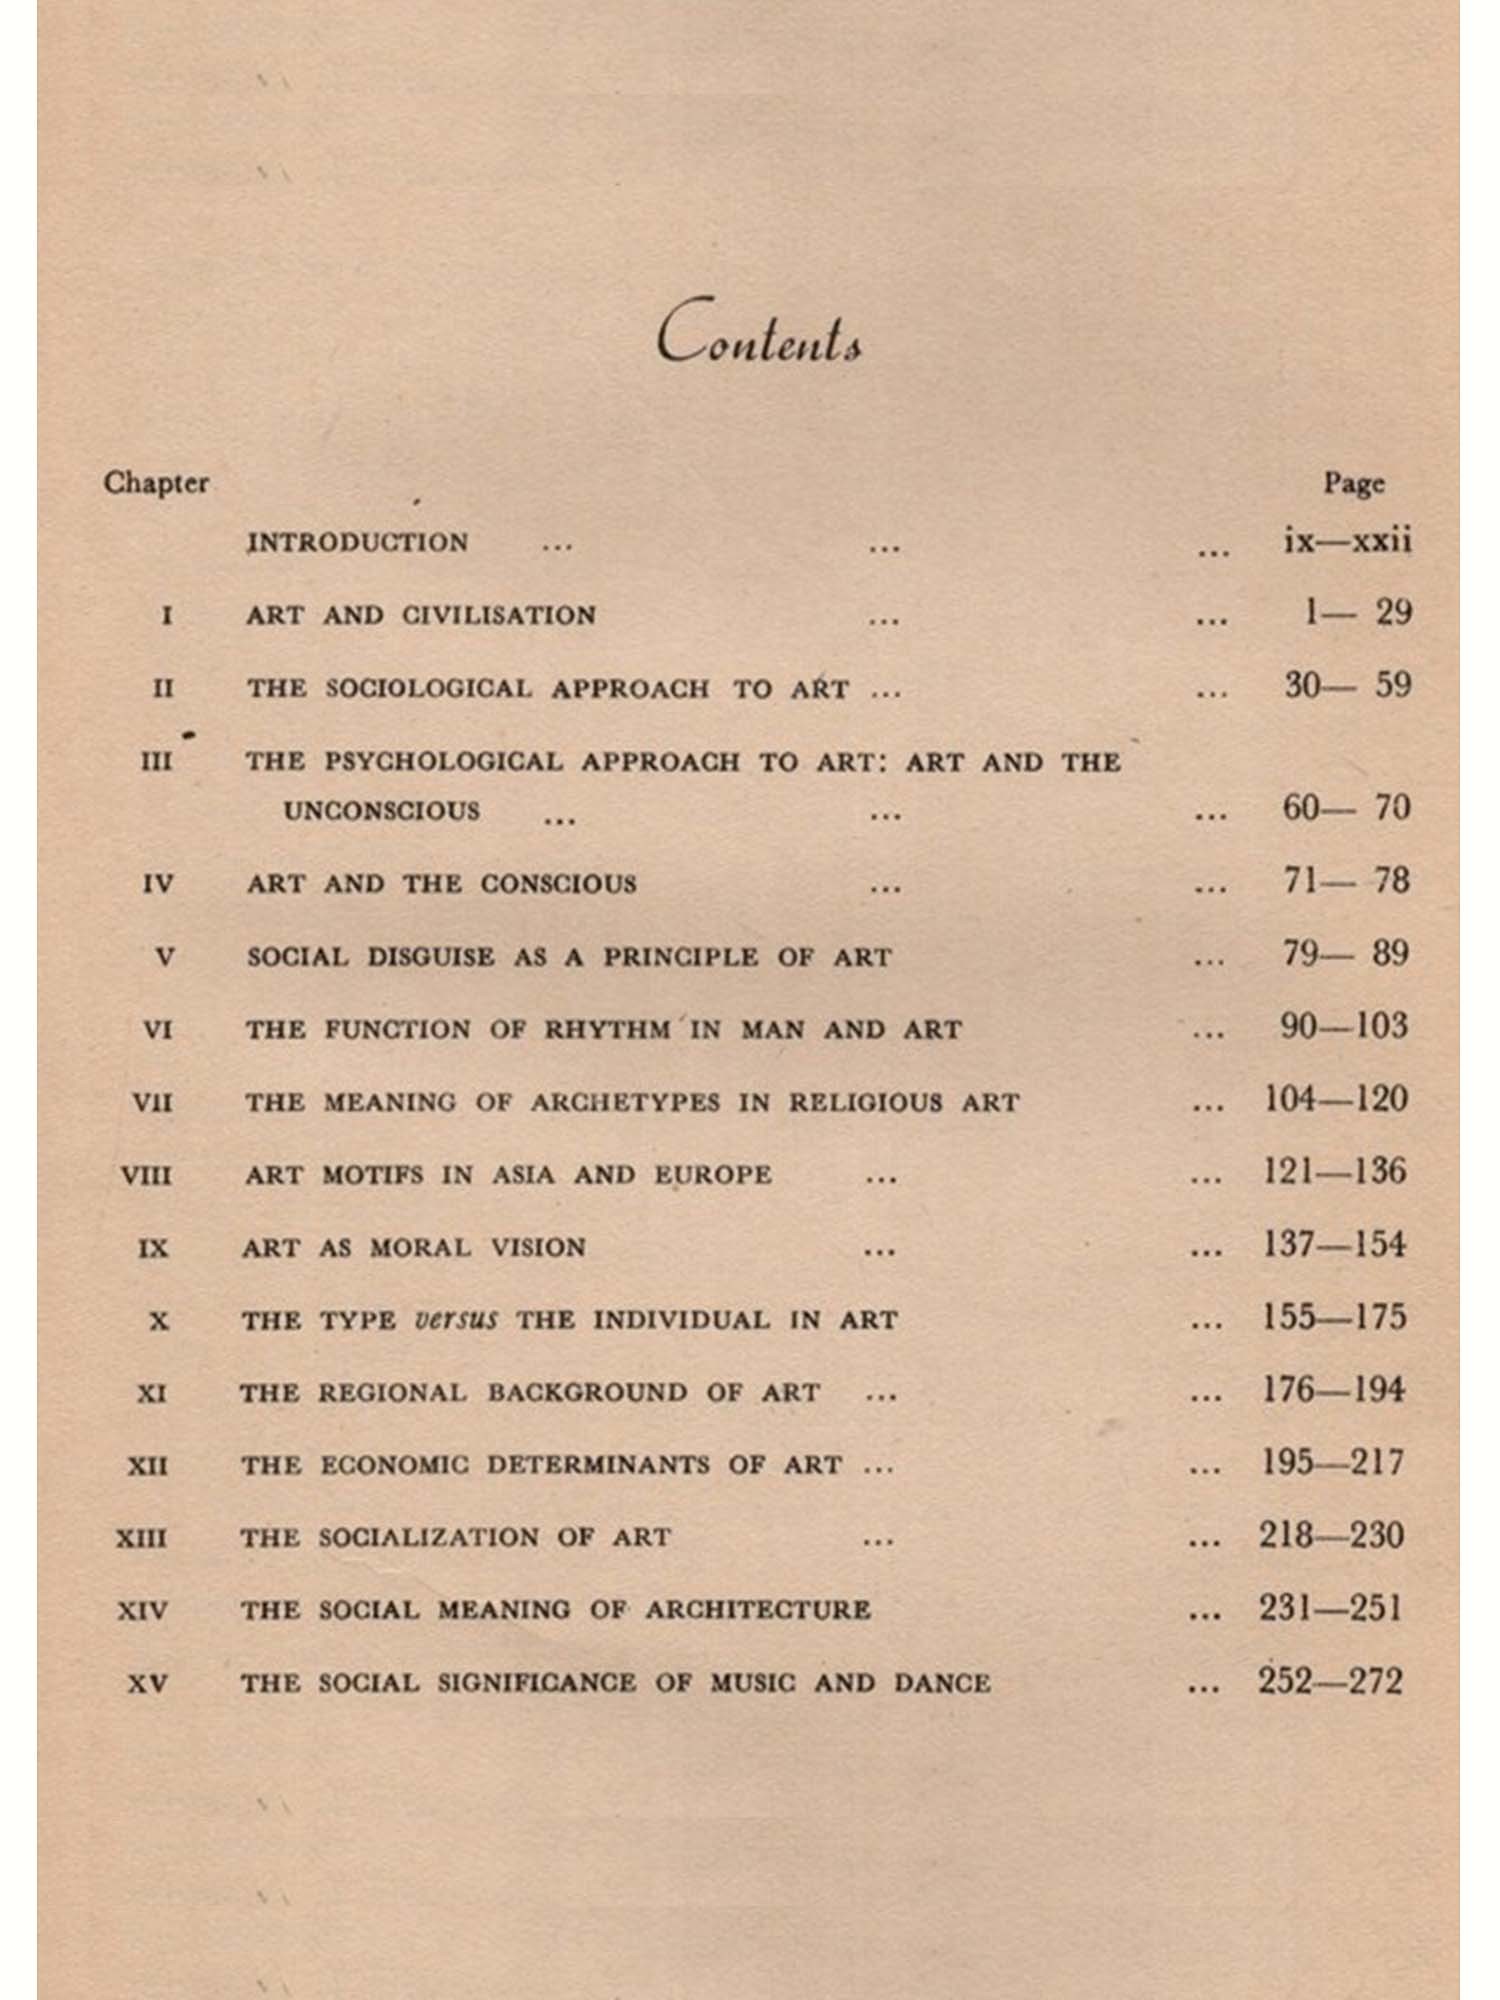 Contents
Chapter Page
INTRODUCTION ... ... ... ix—xxii
I ART AND CIVILISATION ... ... 1— 29
II THE SOCIOLOGICAL APPROACH TO ART ... ... 30— 59
III THE PSYCHOLOGICAL APPROACH TO ART: ART AND THE
UNCONSCIOUS ... ... ... 60— 70
IV ART AND THE CONSCIOUS ... ... 71— 78
V SOCIAL DISGUISE AS A PRINCIPLE OF ART ... 79— 89
VI THE FUNCTION OF RHYTHM IN MAN AND ART ... 90—103
VII THE MEANING OF ARCHETYPES IN RELIGIOUS ART ... 104—120
VIII ART MOTIFS IN ASIA AND EUROPE ... ... 121—136
IX ART AS MORAL VISION ... ... 137—154
X THE TYPE versus THE INDIVIDUAL IN ART ... 155—175
XI THE REGIONAL BACKGROUND OF ART ... ... 176—194
XII THE ECONOMIC DETERMINANTS OF ART ... ... 195—217
XIII THE SOCIALIZATION OF ART ... ... 218—230
XIV THE SOCIAL MEANING OF ARCHITECTURE ... 231—251
XV THE SOCIAL SIGNIFICANCE OF MUSIC AND DANCE ... 252—272